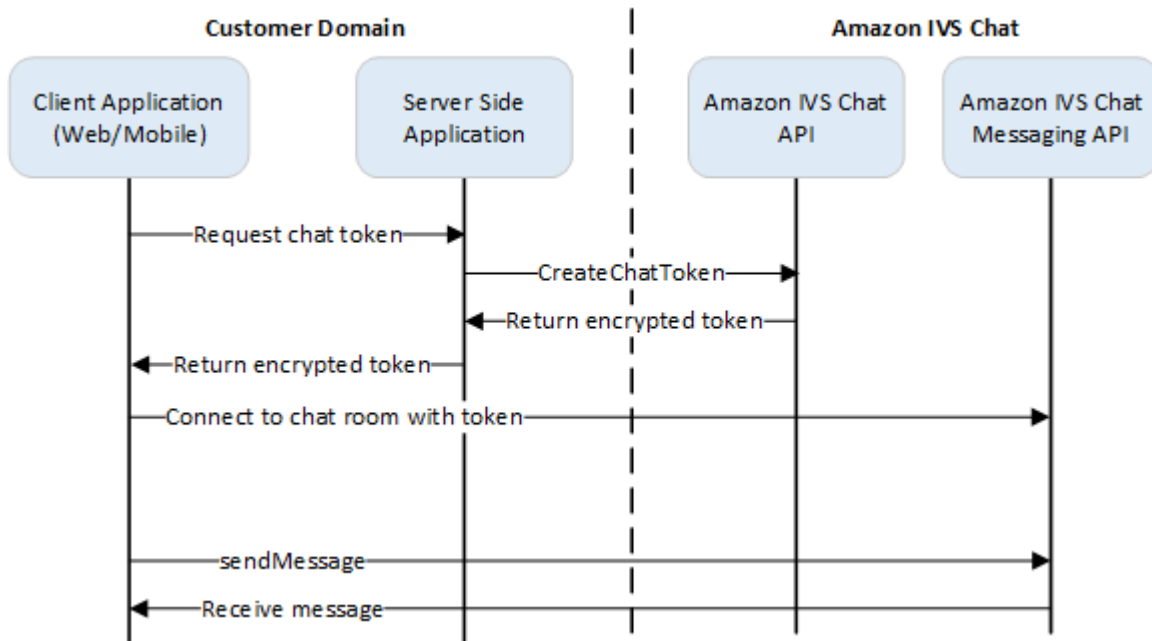 Customer Domain
Amazon IVS Chat
Client Application
(Web/Mobile)
Server Side
Application
Amazon IVS Chat
API
Amazon IVS Chat
Messaging API
Request chat token
CreateChatToken
Return encrypted token
Return encrypted token
Connect to chat room with token
sendMessage
Receive message